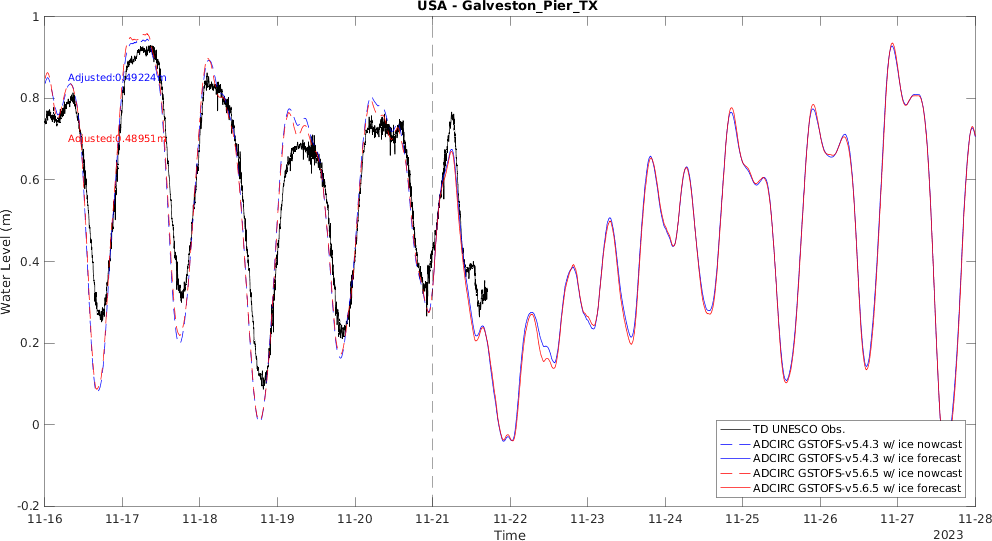 USA - Galveston_Pier_TX
1
0.8
0.6
0.4
0.2
0
-0.2
Water Level (m)
Adjusted:0.49224m
Adjusted:0.48951m
TD UNESCO Obs.
ADCIRC GSTOFS-v5.4.3 w/ ice nowcast
ADCIRC GSTOFS-v5.4.3 w/ ice forecast
ADCIRC GSTOFS-v5.6.5 w/ ice nowcast
ADCIRC GSTOFS-v5.6.5 w/ ice forecast
11-16 11-17 11-18 11-19 11-20 11-21 11-22 11-23 11-24 11-25 11-26 11-27 11-28
Time
2023